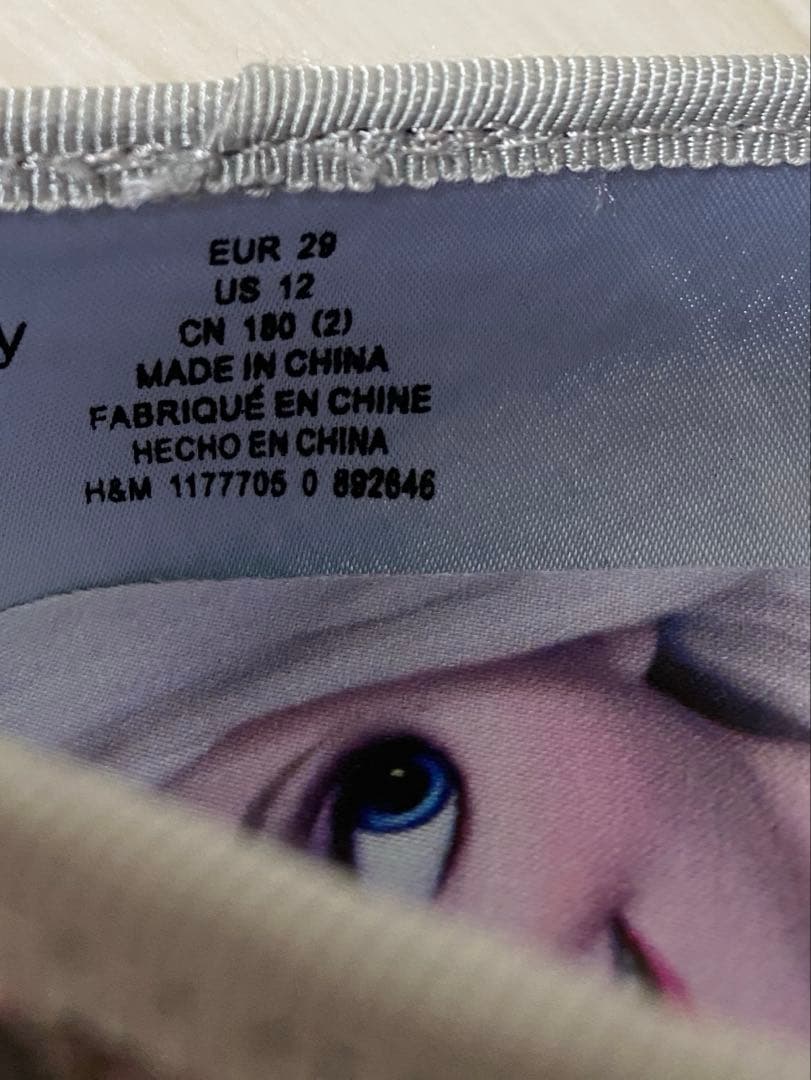 EUR 29
US 12
CN 180 (2)
y
MADE IN CHINA
FABRIQUÉ EN CHINE
HECHO EN CHINA
H&M 1177705 0 892646